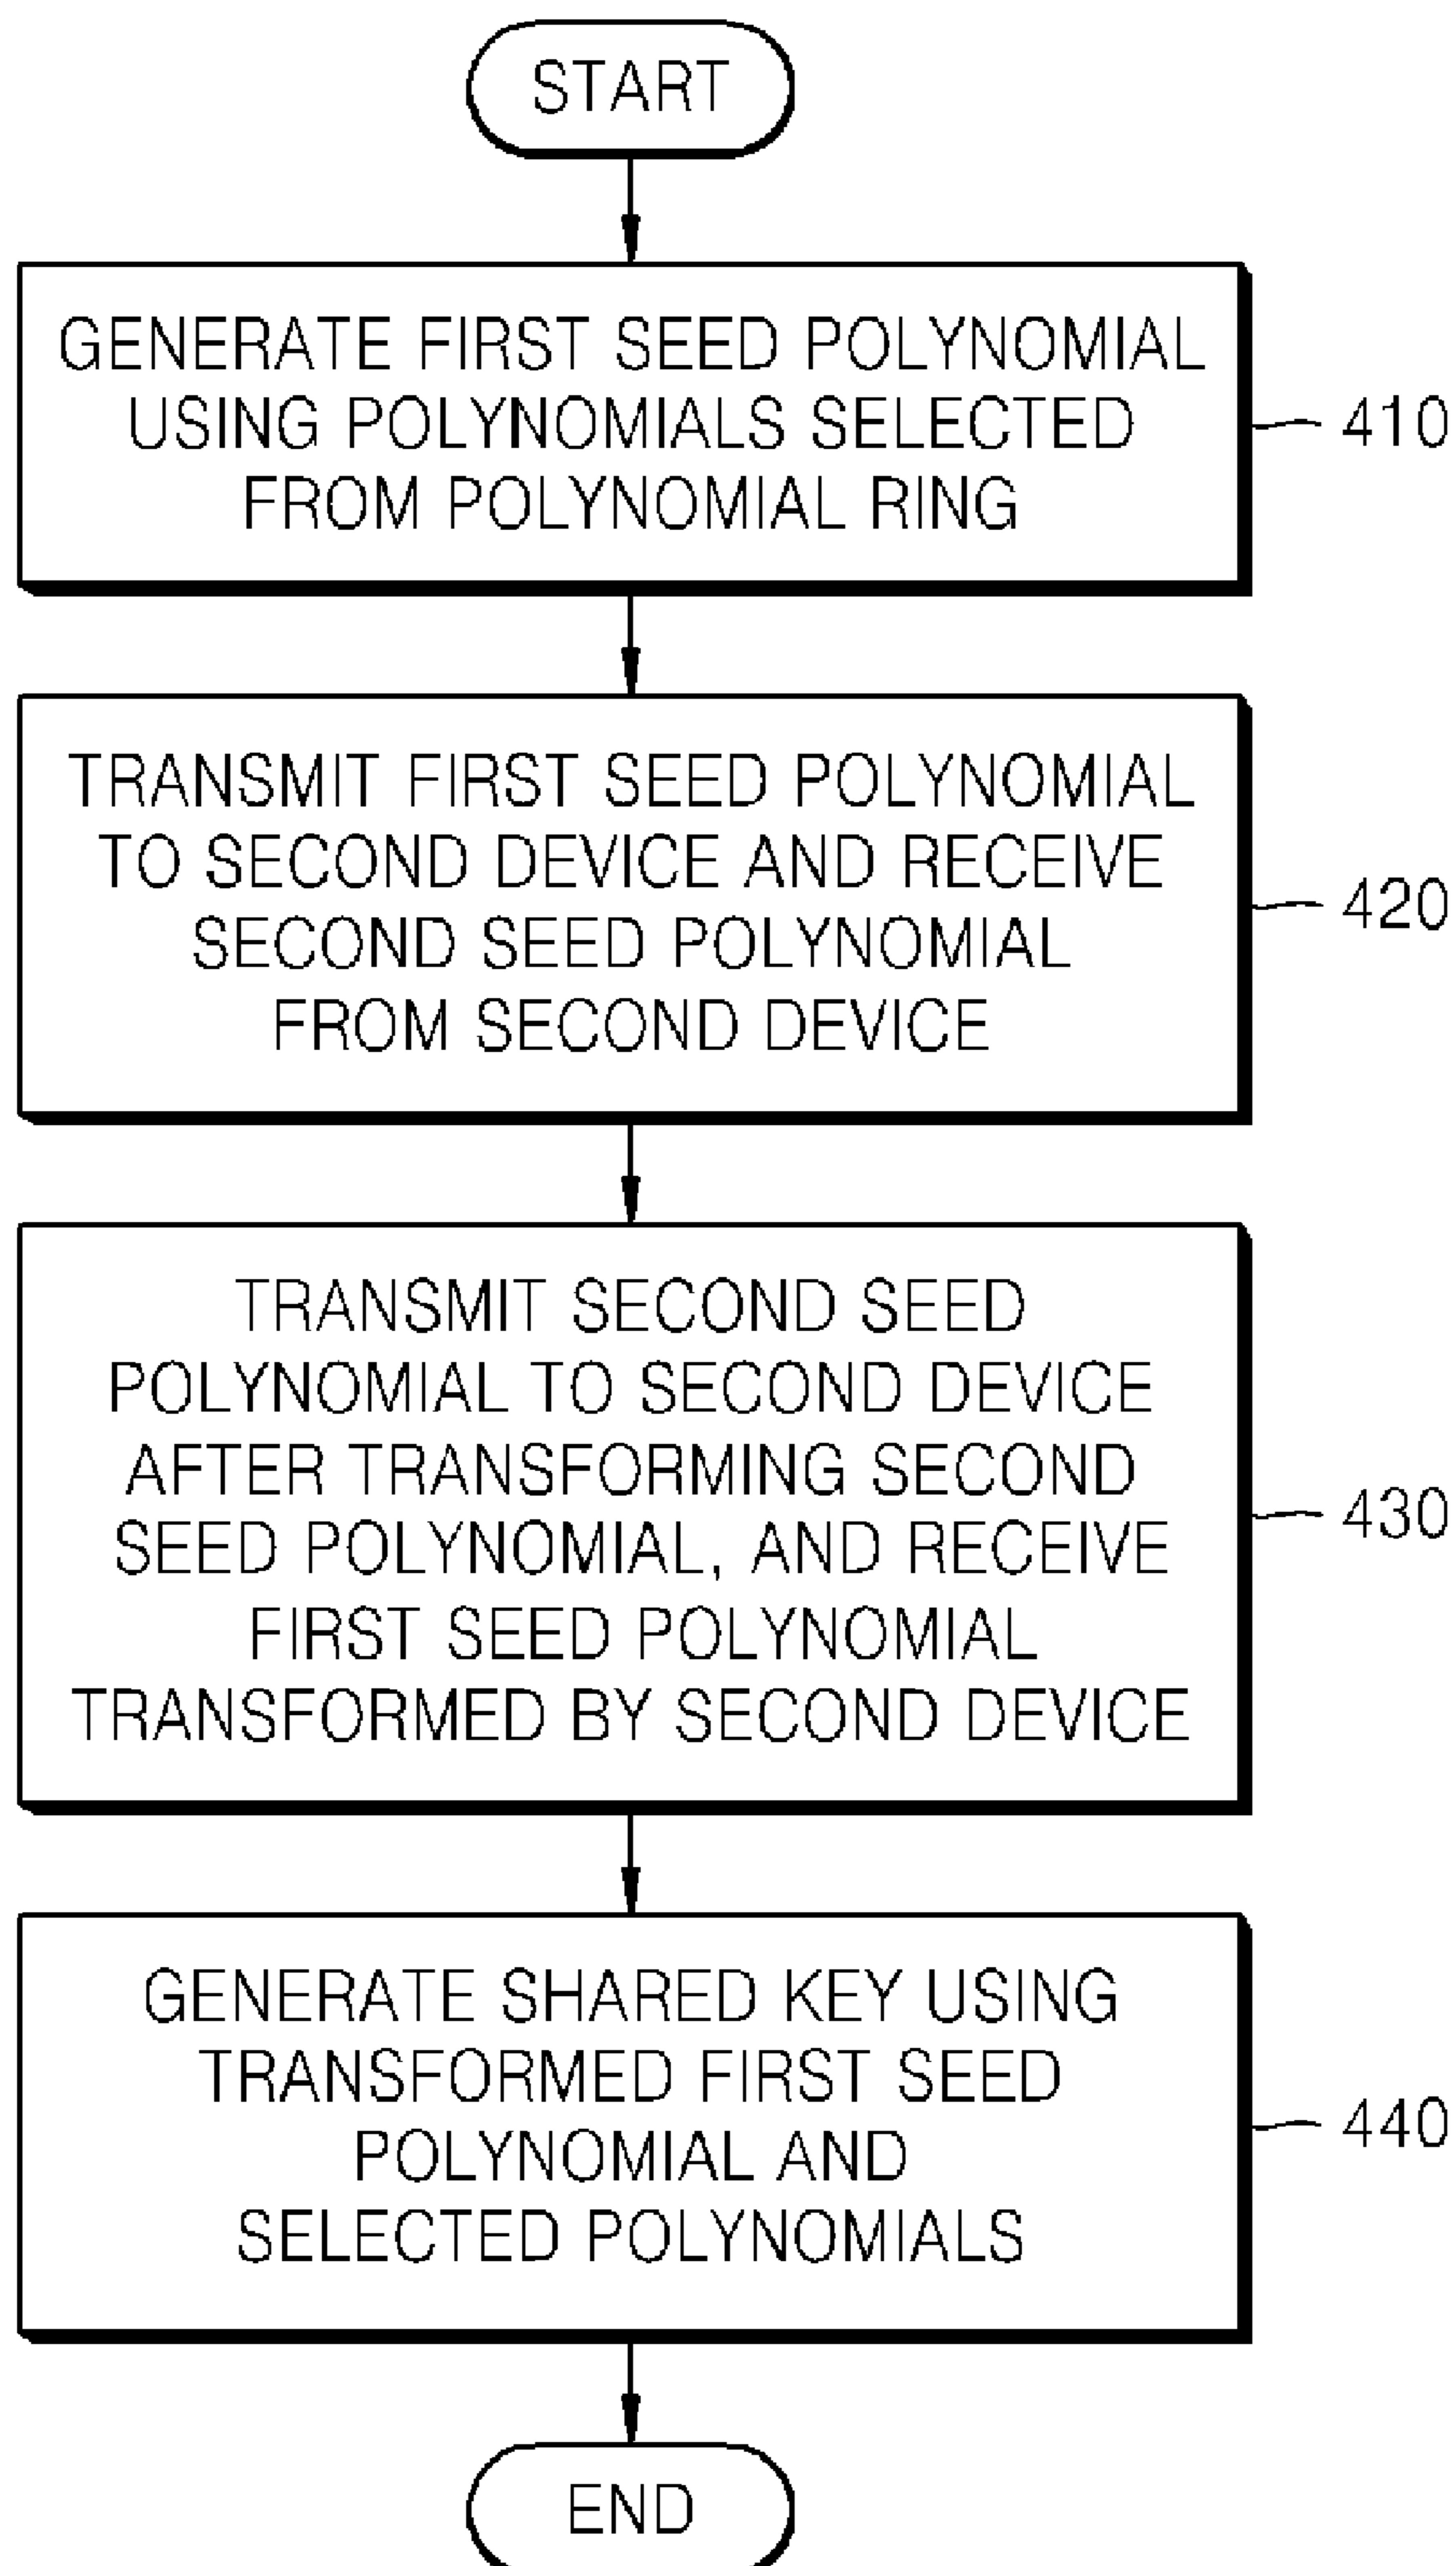 START
GENERATE FIRST SEED POLYNOMIAL
USING POLYNOMIALS SELECTED
FROM POLYNOMIAL RING
410
TRANSMIT FIRST SEED POLYNOMIAL
TO SECOND DEVICE AND RECEIVE
SECOND SEED POLYNOMIAL
FROM SECOND DEVICE
420
TRANSMIT SECOND SEED
POLYNOMIAL TO SECOND DEVICE
AFTER TRANSFORMING SECOND
SEED POLYNOMIAL, AND RECEIVE
FIRST SEED POLYNOMIAL
TRANSFORMED BY SECOND DEVICE
430
GENERATE SHARED KEY USING
TRANSFORMED FIRST SEED
POLYNOMIAL AND
SELECTED POLYNOMIALS
440
END